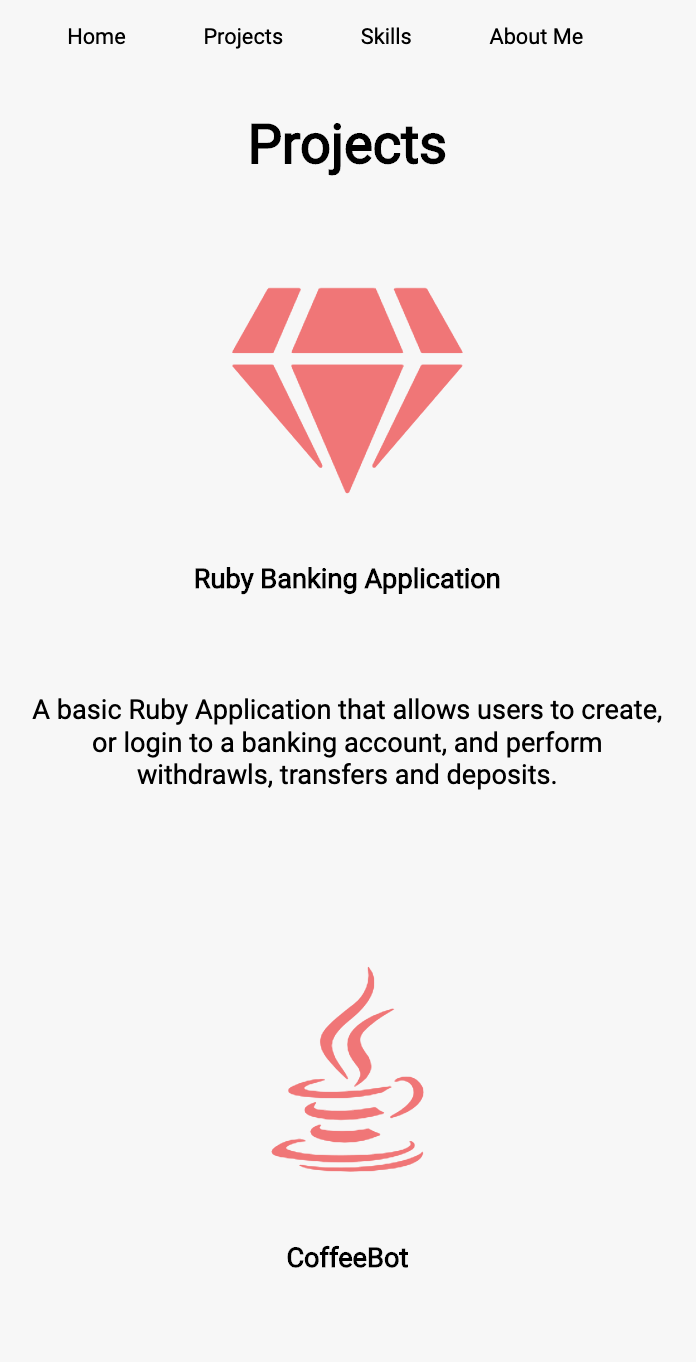 Home Projects Skills About Me
Projects
Ruby Banking Application
A basic Ruby Application that allows users to create,
or login to a banking account, and perform
withdrawls, transfers and deposits.
CoffeeBot